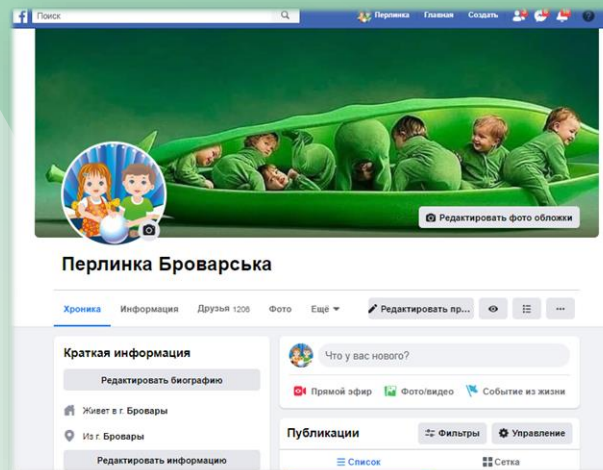 Поиск
Перлинка Главная Создать
Редактировать фото обложки
Перлинка Броварська
Хроника Информация Друзья 1206 Фото Ещё Редактировать пр...
Краткая информация
Редактировать биографию
Живет в г. Бровары
Из г. Бровары
Редактировать информацию
Что у вас нового?
Прямой эфир Фото/видео Событие из жизни
Публикации Фильтры Управление
Список Сетка